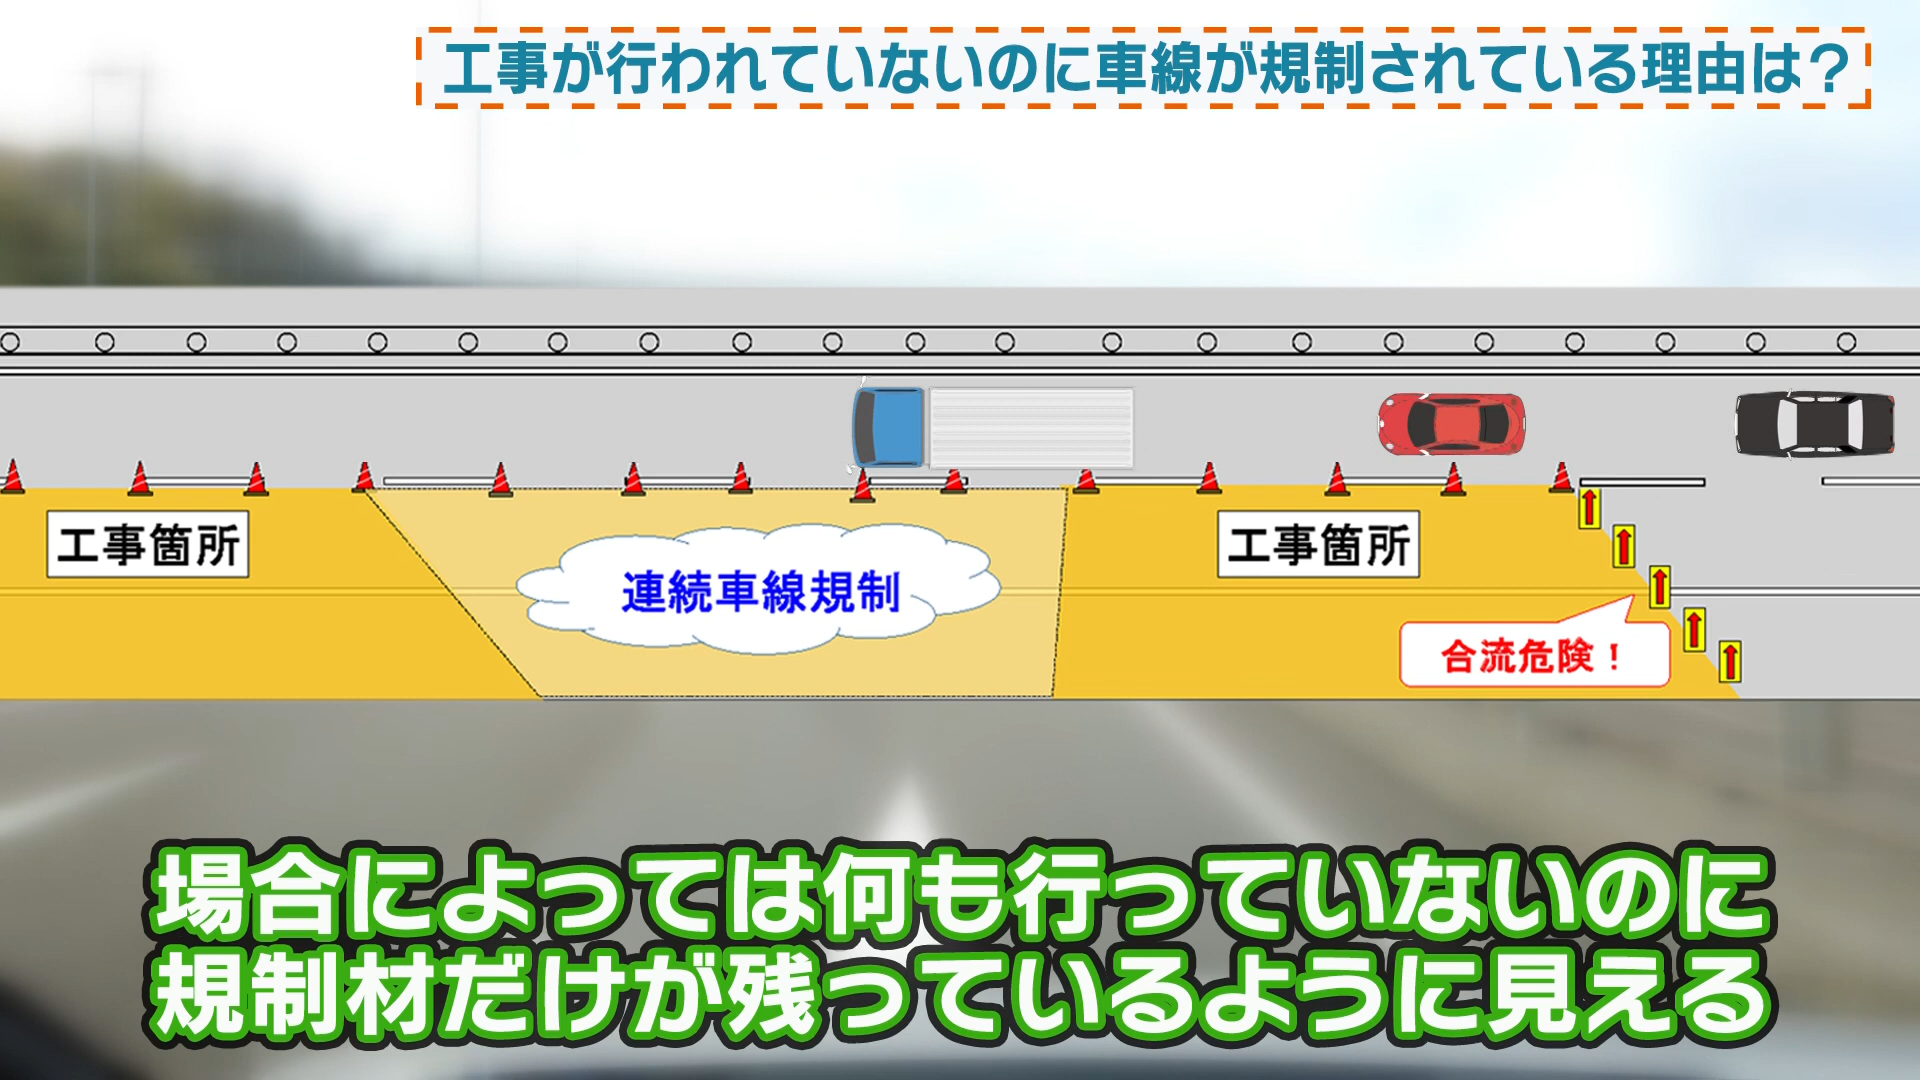 工事が行われていないのに車線が規制されている理由は？
工事箇所
連続車線規制
工事箇所
合流危険！
場合によっては何も行っていないのに
規制材だけが残っているように見える